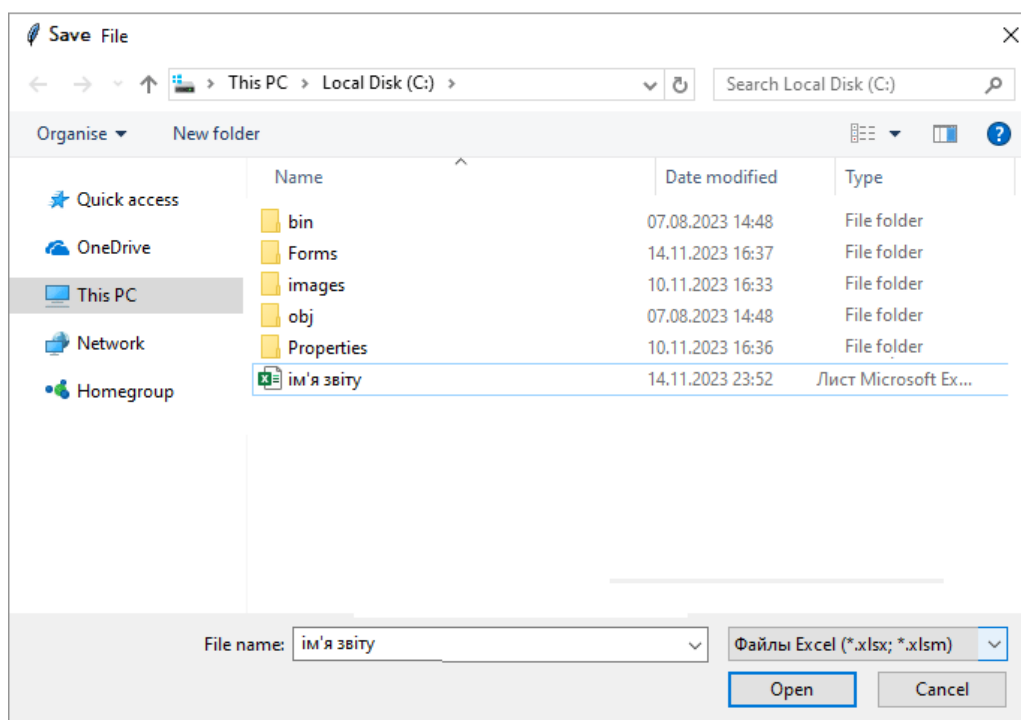 Save File
This PC > Local Disk (C:) > Search Local Disk (C:)
Organise New folder ?
Name Date modified Type
Quick access
OneDrive
This PC
Network
Homegroup
bin 07.08.2023 14:48 File folder
Forms 14.11.2023 16:37 File folder
images 10.11.2023 16:33 File folder
obj 07.08.2023 14:48 File folder
Properties 10.11.2023 16:36 File folder
ім'я звіту 14.11.2023 23:52 Лист Microsoft Ex...
File name: ім'я звіту Файлы Excel (*.xlsx; *.xlsm)
Open Cancel